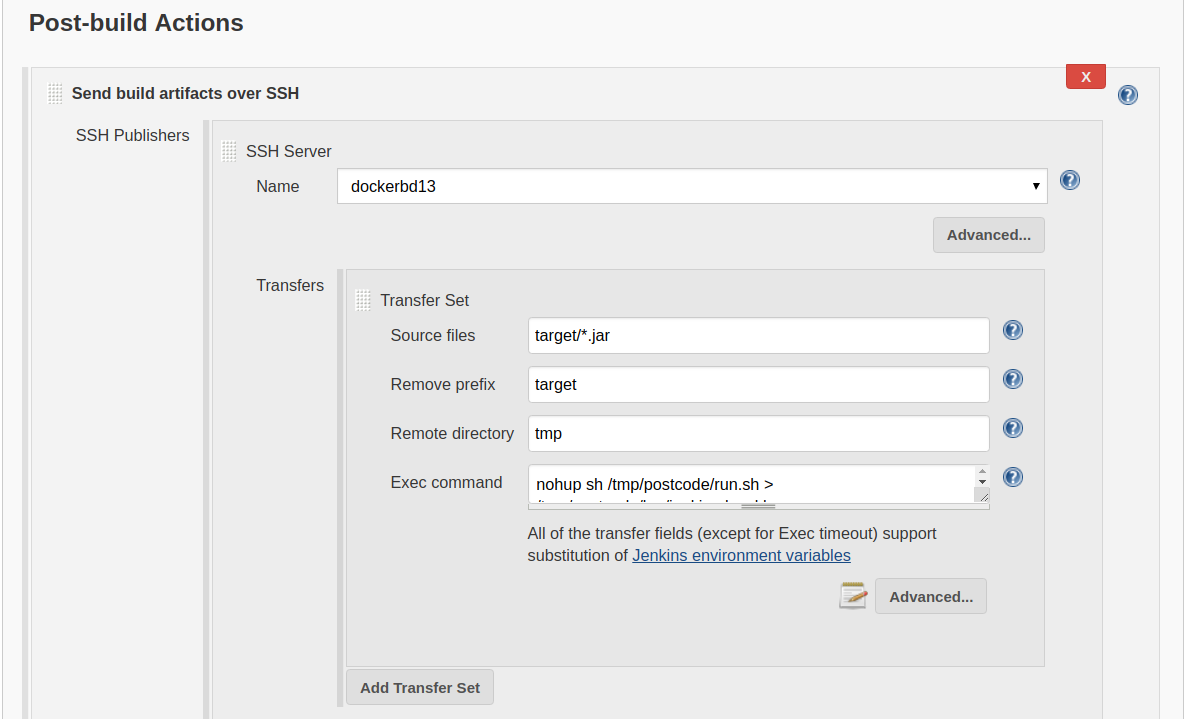 Post-build Actions
X
Send build artifacts over SSH
SSH Publishers
SSH Server
Name dockerbd13
Advanced...
Transfers
Transfer Set
Source files target/*.jar
Remove prefix target
Remote directory tmp
Exec command nohup sh /tmp/postcode/run.sh >
All of the transfer fields (except for Exec timeout) support
substitution of Jenkins environment variables
Advanced...
Add Transfer Set